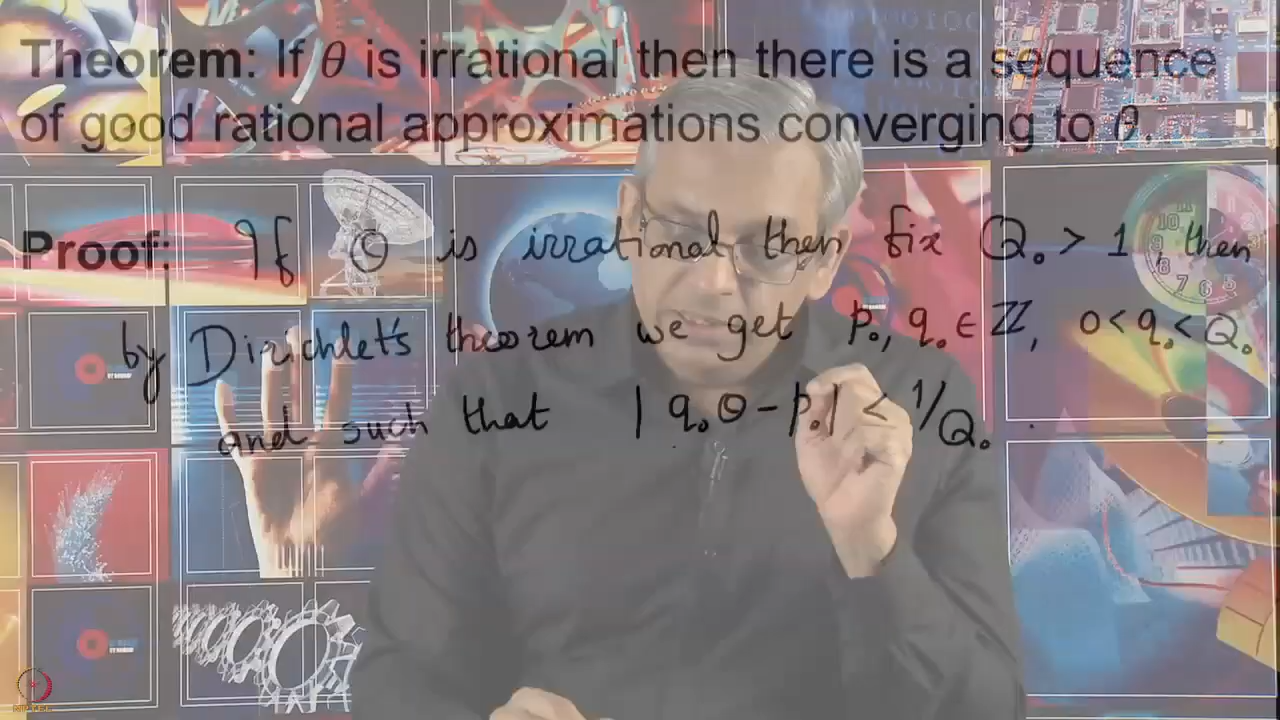 Theorem: If θ is irrational then there is a sequence
of good rational approximations converging to θ.
Proof: If θ is irrational then fix Q₀ > 1, then
by Dirichlet's theorem we get p₀, q₀ ∈ ℤ, 0 < q₀ < Q₀
and such that | q₀θ - p₀| < 1/Q₀ .